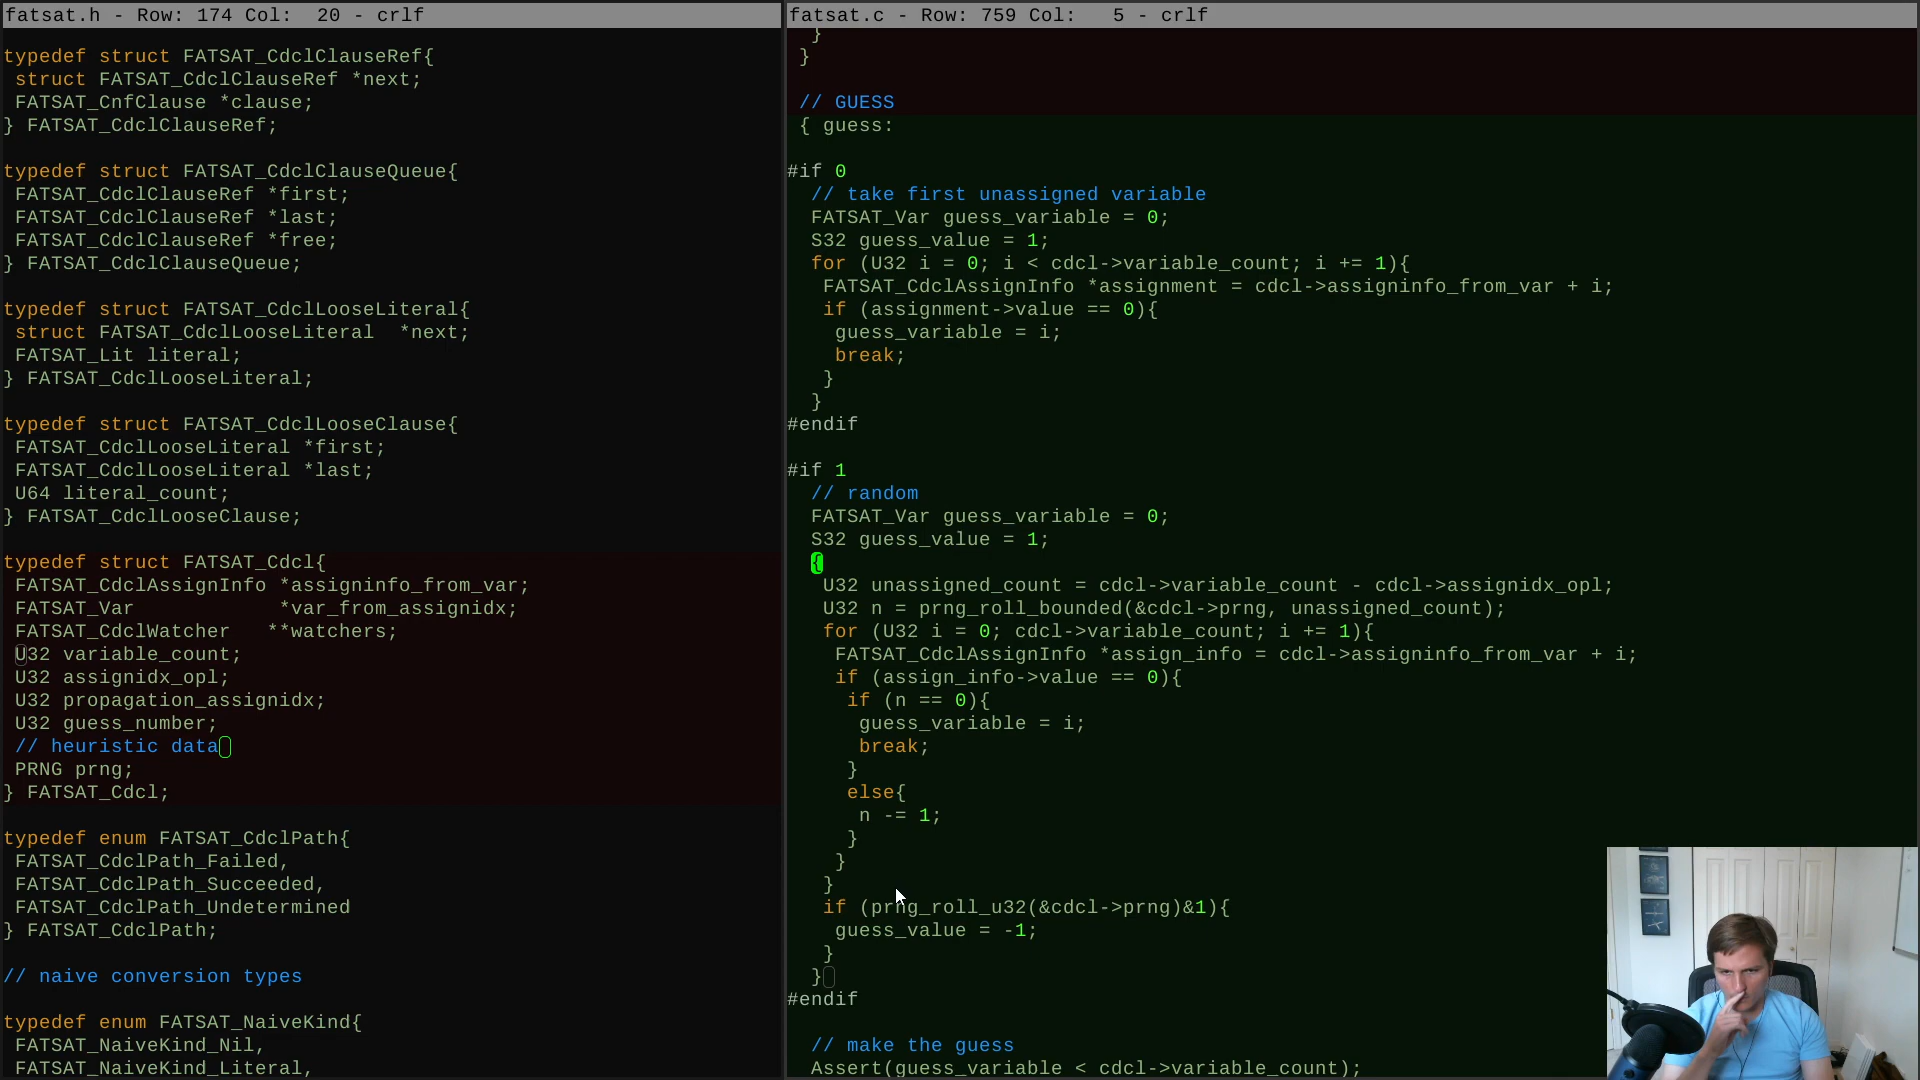 fatsat.h - Row: 174 Col:  20 - crlf
typedef struct FATSAT_CdclClauseRef{
 struct FATSAT_CdclClauseRef *next;
 FATSAT_CnfClause *clause;
} FATSAT_CdclClauseRef;
typedef struct FATSAT_CdclClauseQueue{
 FATSAT_CdclClauseRef *first;
 FATSAT_CdclClauseRef *last;
 FATSAT_CdclClauseRef *free;
} FATSAT_CdclClauseQueue;
typedef struct FATSAT_CdclLooseLiteral{
 struct FATSAT_CdclLooseLiteral  *next;
 FATSAT_Lit literal;
} FATSAT_CdclLooseLiteral;
typedef struct FATSAT_CdclLooseClause{
 FATSAT_CdclLooseLiteral *first;
 FATSAT_CdclLooseLiteral *last;
 U64 literal_count;
} FATSAT_CdclLooseClause;
typedef struct FATSAT_Cdcl{
 FATSAT_CdclAssignInfo *assigninfo_from_var;
 FATSAT_Var            *var_from_assignidx;
 FATSAT_CdclWatcher   **watchers;
 U32 variable_count;
 U32 assignidx_opl;
 U32 propagation_assignidx;
 U32 guess_number;
 // heuristic data
 PRNG prng;
} FATSAT_Cdcl;
typedef enum FATSAT_CdclPath{
 FATSAT_CdclPath_Failed,
 FATSAT_CdclPath_Succeeded,
 FATSAT_CdclPath_Undetermined
} FATSAT_CdclPath;
// naive conversion types
typedef enum FATSAT_NaiveKind{
 FATSAT_NaiveKind_Nil,
 FATSAT_NaiveKind_Literal,
fatsat.c - Row: 759 Col:   5 - crlf
  }
 }
 // GUESS
 { guess:
#if 0
  // take first unassigned variable
  FATSAT_Var guess_variable = 0;
  S32 guess_value = 1;
  for (U32 i = 0; i < cdcl->variable_count; i += 1){
   FATSAT_CdclAssignInfo *assignment = cdcl->assigninfo_from_var + i;
   if (assignment->value == 0){
    guess_variable = i;
    break;
   }
  }
#endif
#if 1
  // random
  FATSAT_Var guess_variable = 0;
  S32 guess_value = 1;
  {
   U32 unassigned_count = cdcl->variable_count - cdcl->assignidx_opl;
   U32 n = prng_roll_bounded(&cdcl->prng, unassigned_count);
   for (U32 i = 0; cdcl->variable_count; i += 1){
    FATSAT_CdclAssignInfo *assign_info = cdcl->assigninfo_from_var + i;
    if (assign_info->value == 0){
     if (n == 0){
      guess_variable = i;
      break;
     }
     else{
      n -= 1;
     }
    }
   }
   if (prng_roll_u32(&cdcl->prng)&1){
    guess_value = -1;
   }
  }
#endif
  // make the guess
  Assert(guess_variable < cdcl->variable_count);